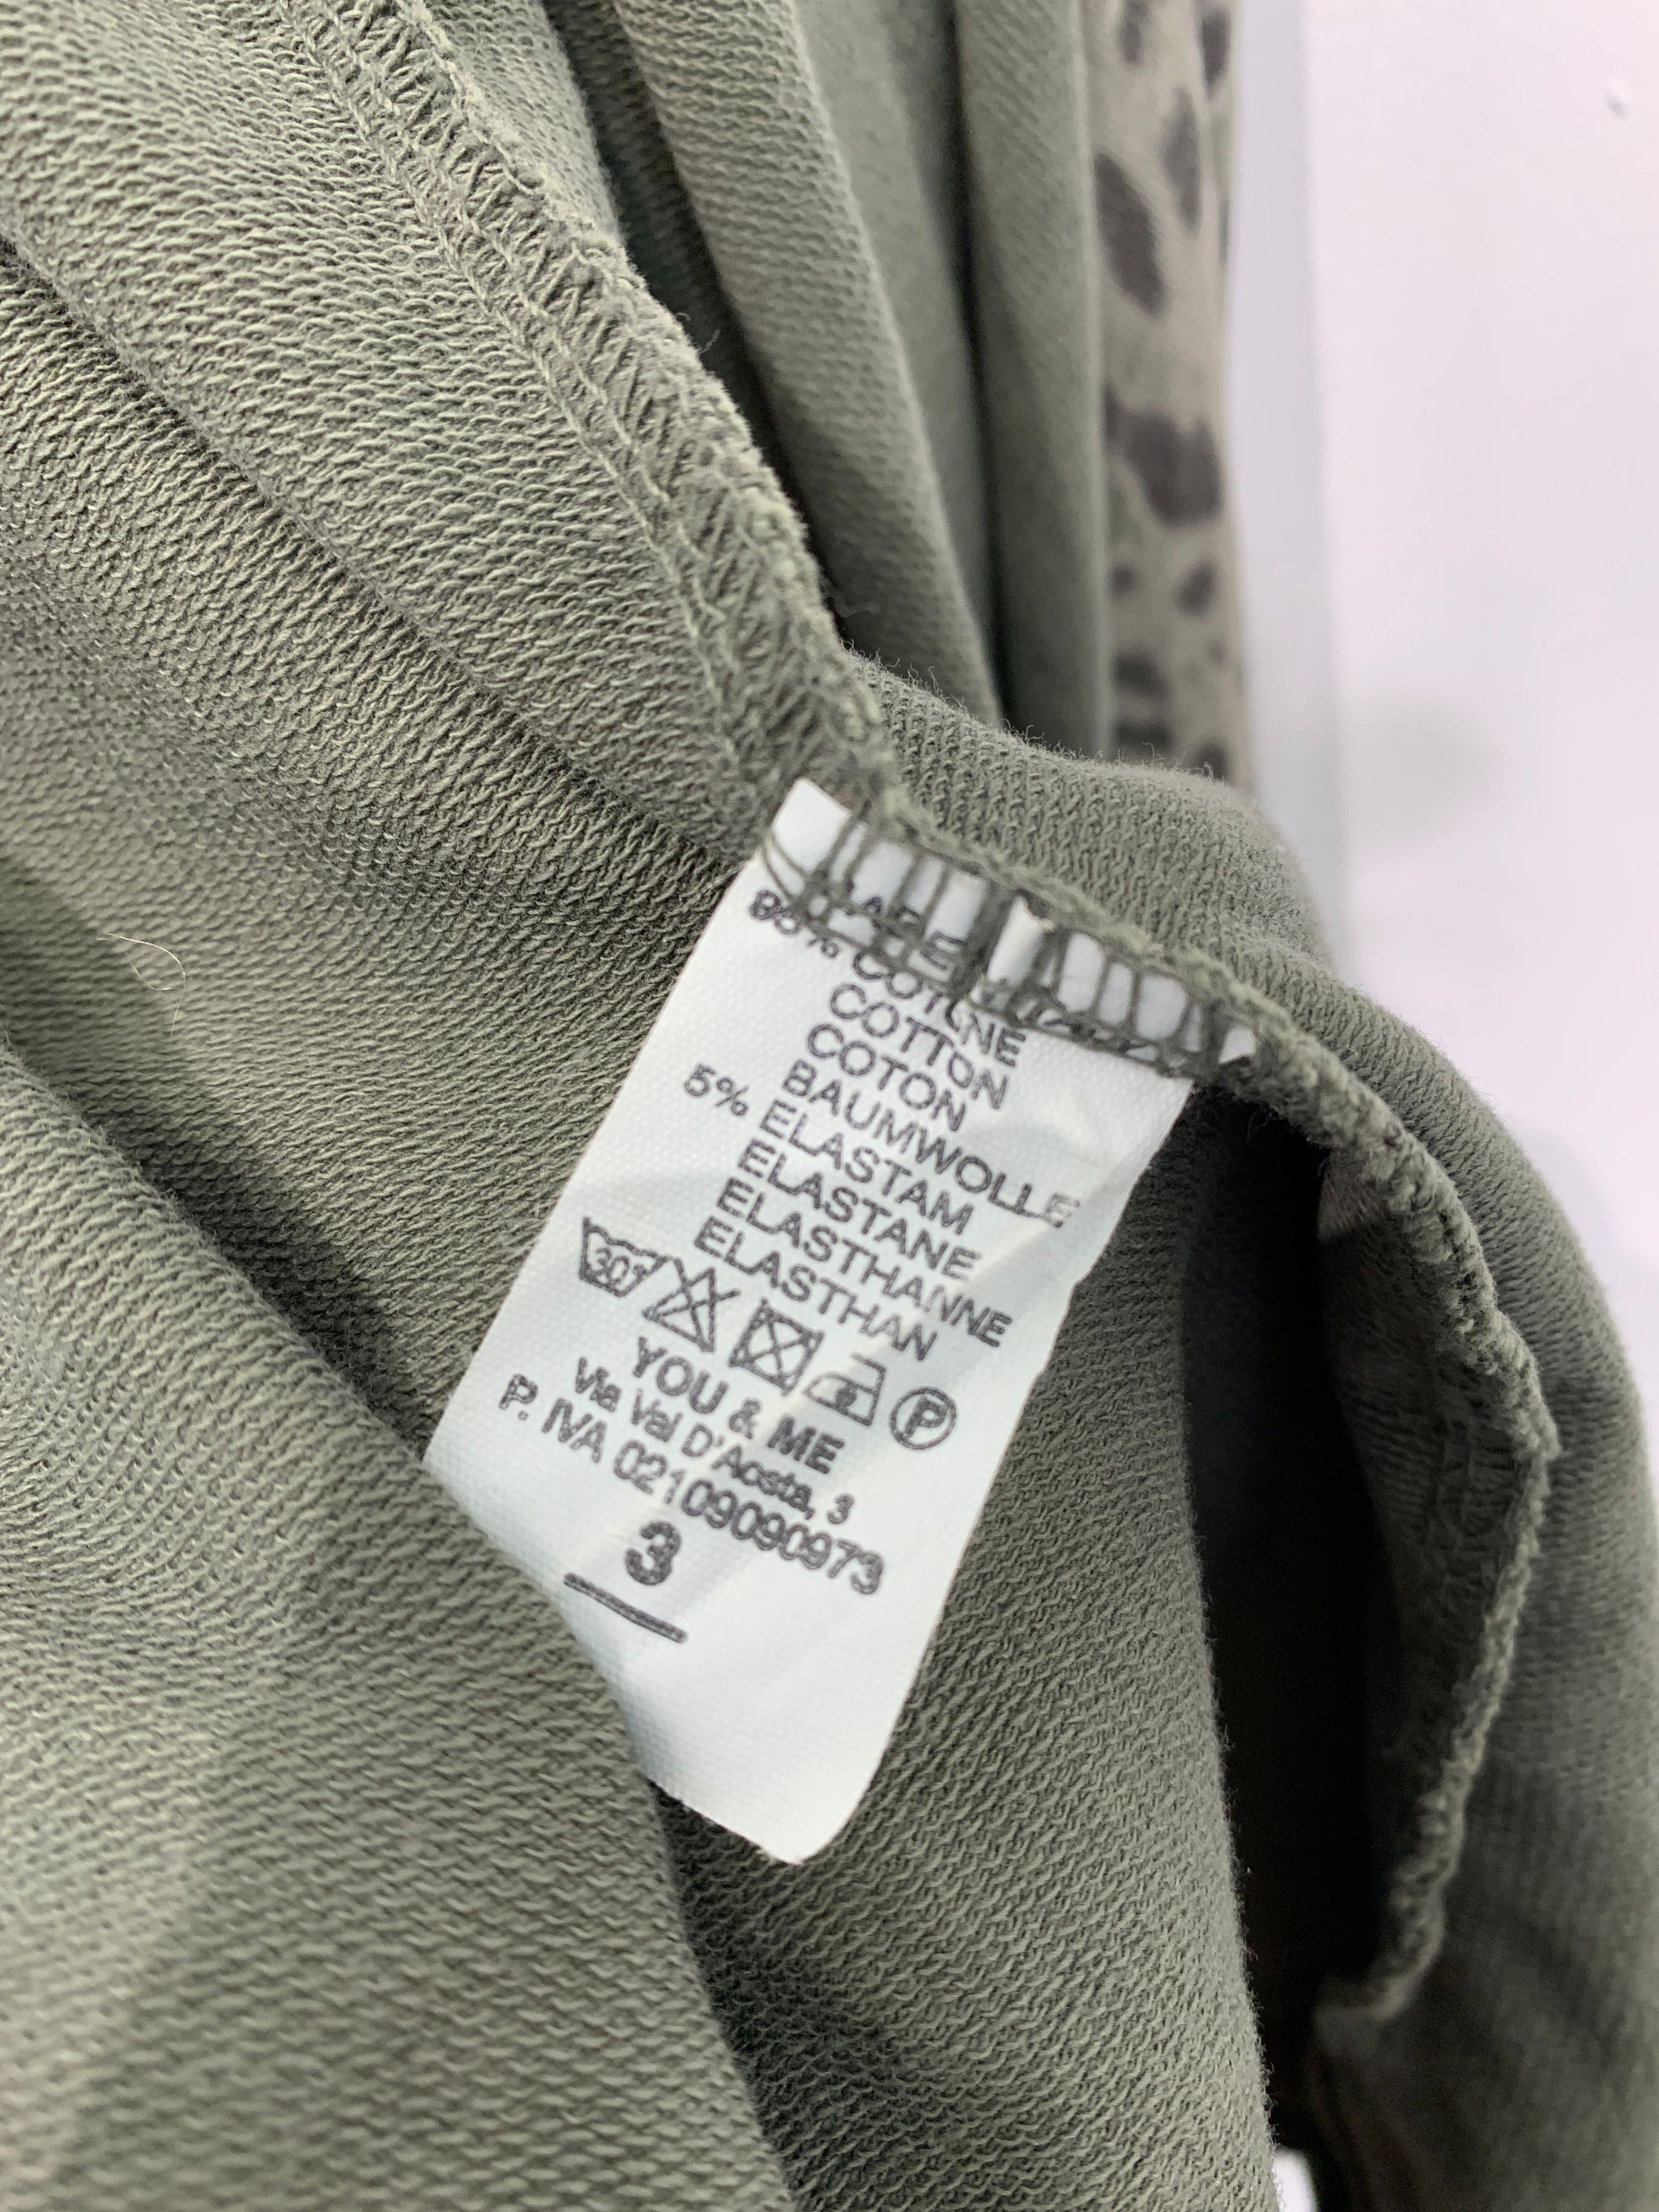 COTONE
COTTON
COTON
BAUMWOLLE
5% ELASTAM
ELASTANE
ELASTHANNE
ELASTHAN
30°
P
YOU & ME
Via Val D'Aosta, 3
P. IVA 02109090973
3